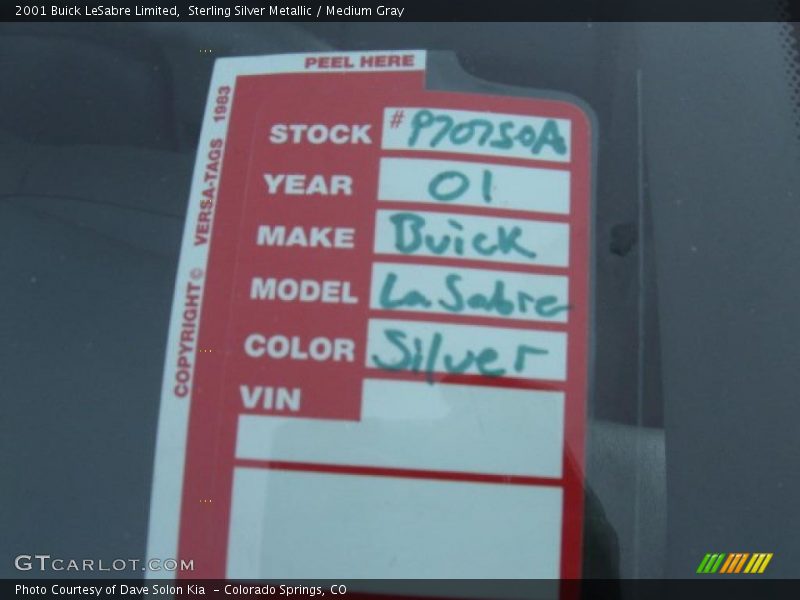 2001 Buick LeSabre Limited,  Sterling Silver Metallic / Medium Gray
PEEL HERE
COPYRIGHT © VERSA-TAGS 1983
STOCK #P70750A
YEAR 01
MAKE Buick
MODEL LaSabre
COLOR Silver
VIN
GTCARLOT.COM
Photo Courtesy of Dave Solon Kia  - Colorado Springs, CO